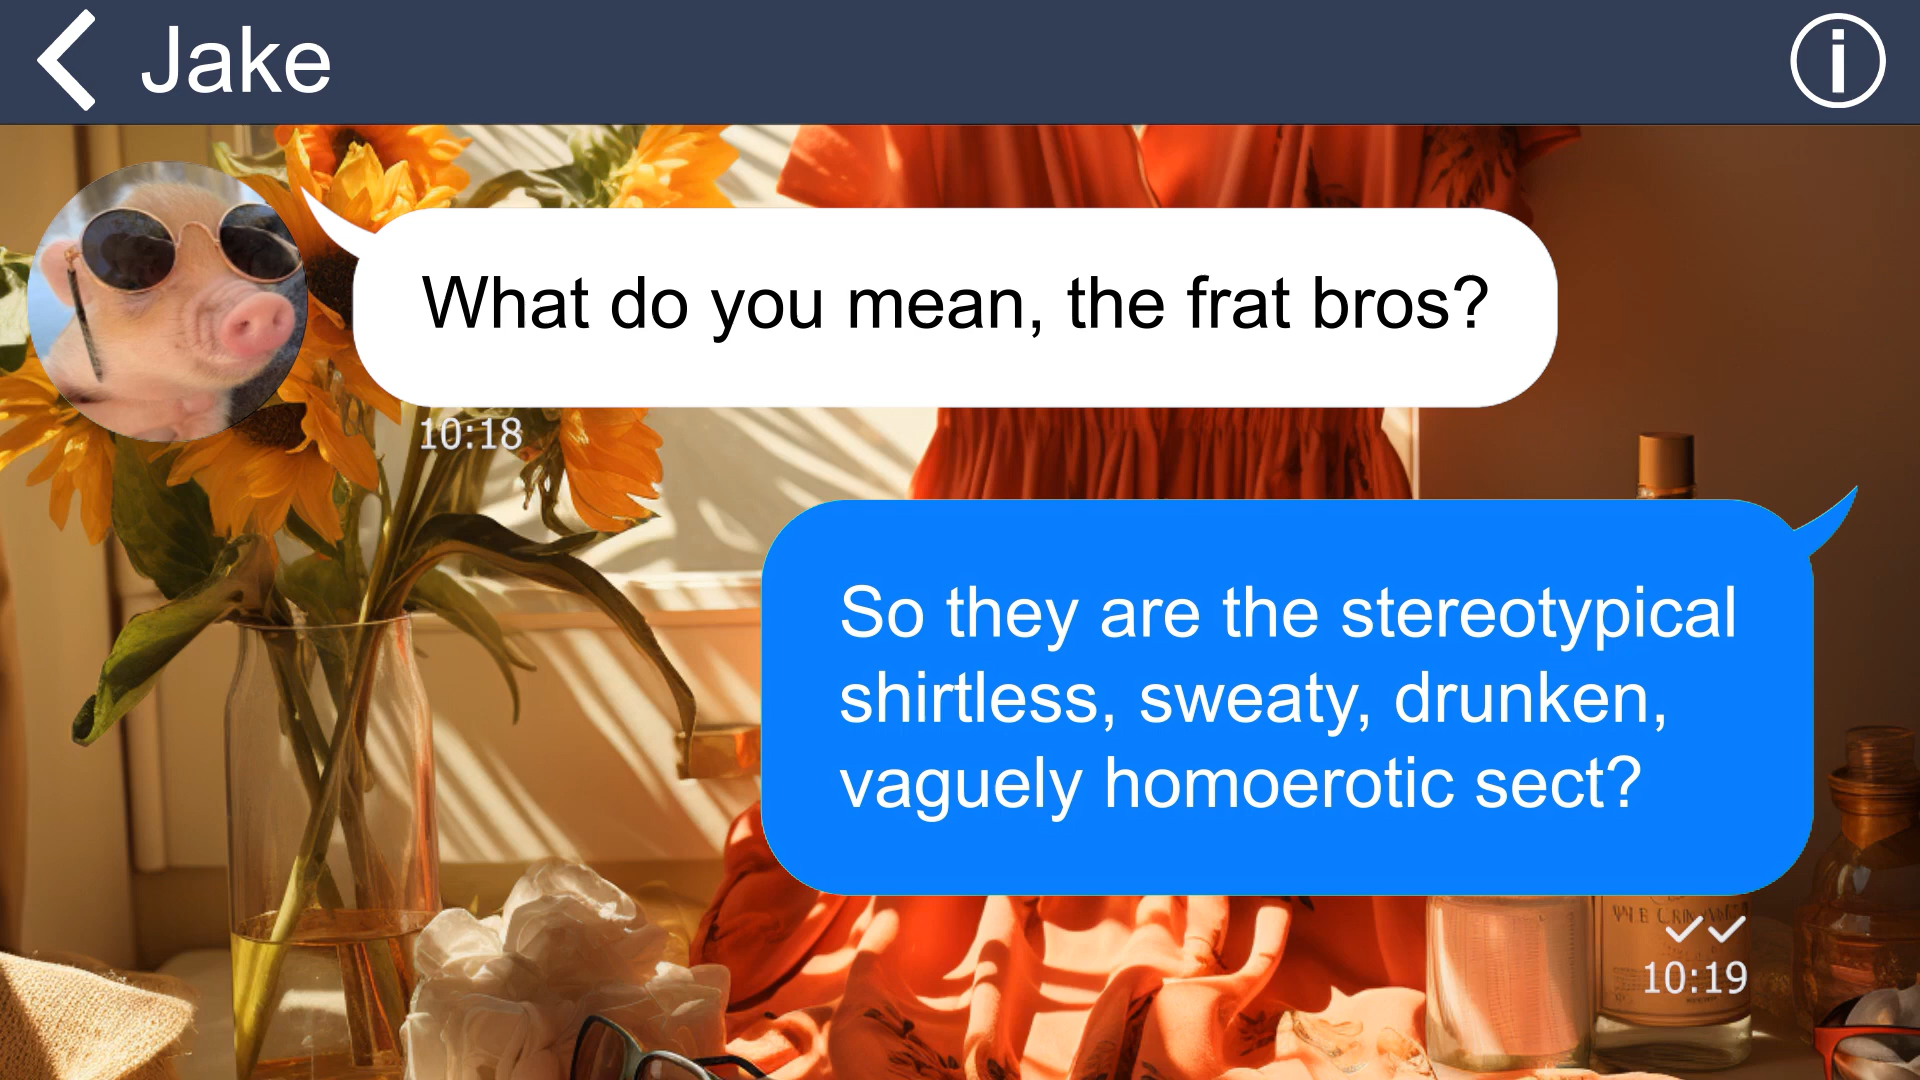 Jake
What do you mean, the frat bros?
10:18
So they are the stereotypical
shirtless, sweaty, drunken,
vaguely homoerotic sect?
10:19